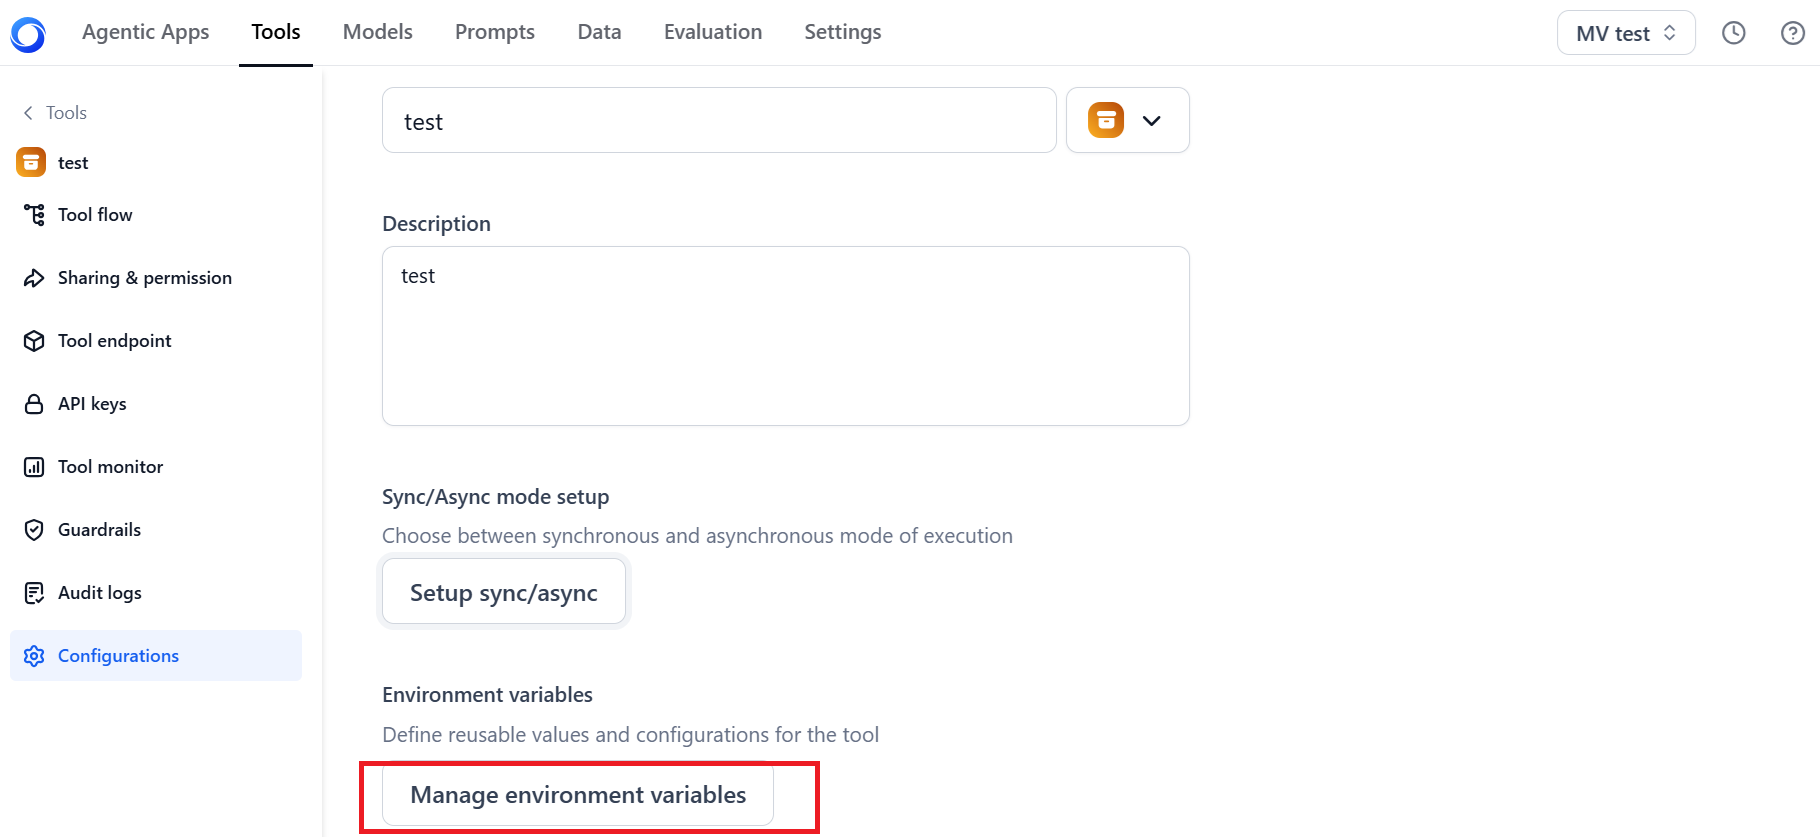 Agentic Apps Tools Models Prompts Data Evaluation Settings MV test
Tools
test
Tool flow
Sharing & permission
Tool endpoint
API keys
Tool monitor
Guardrails
Audit logs
Configurations
test
Description
test
Sync/Async mode setup
Choose between synchronous and asynchronous mode of execution
Setup sync/async
Environment variables
Define reusable values and configurations for the tool
Manage environment variables